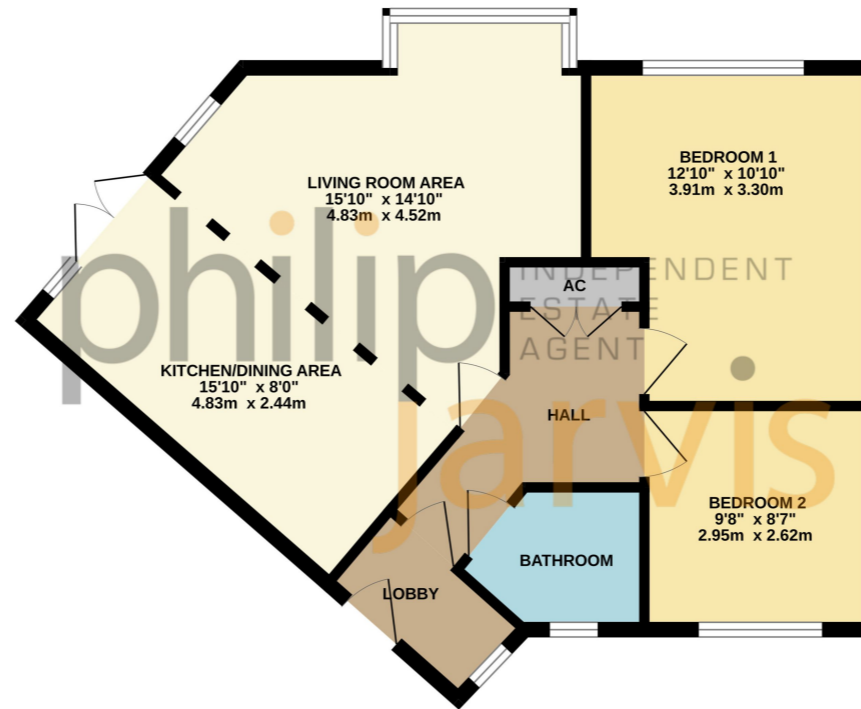 LIVING ROOM AREA
15'10" x 14'10"
4.83m x 4.52m
BEDROOM 1
12'10" x 10'10"
3.91m x 3.30m
philip
INDEPENDENT
ESTATE
AGENT
jarvis
AC
KITCHEN/DINING AREA
15'10" x 8'0"
4.83m x 2.44m
HALL
BEDROOM 2
9'8" x 8'7"
2.95m x 2.62m
BATHROOM
LOBBY